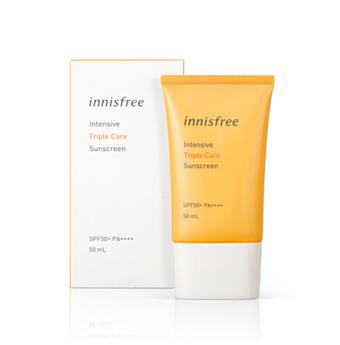 innisfree
Intensive
Triple Care
Sunscreen
SPF50+ PA++++
50 mL
innisfree
Intensive
Triple Care
Sunscreen
SPF50+ PA++++
50 mL